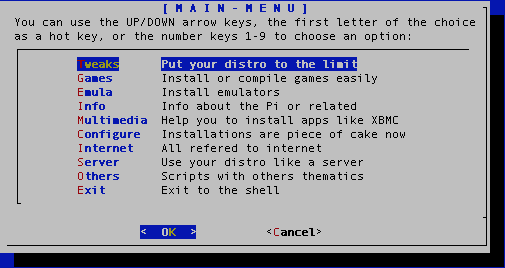 [ M A I N - M E N U ]
You can use the UP/DOWN arrow keys, the first letter of the choice
as a hot key, or the number keys 1-9 to choose an option:
Tweaks Put your distro to the limit
Games Install or compile games easily
Emula Install emulators
Info Info about the Pi or related
Multimedia Help you to install apps like XBMC
Configure Installations are piece of cake now
Internet All refered to internet
Server Use your distro like a server
Others Scripts with others thematics
Exit Exit to the shell
< OK > <Cancel>